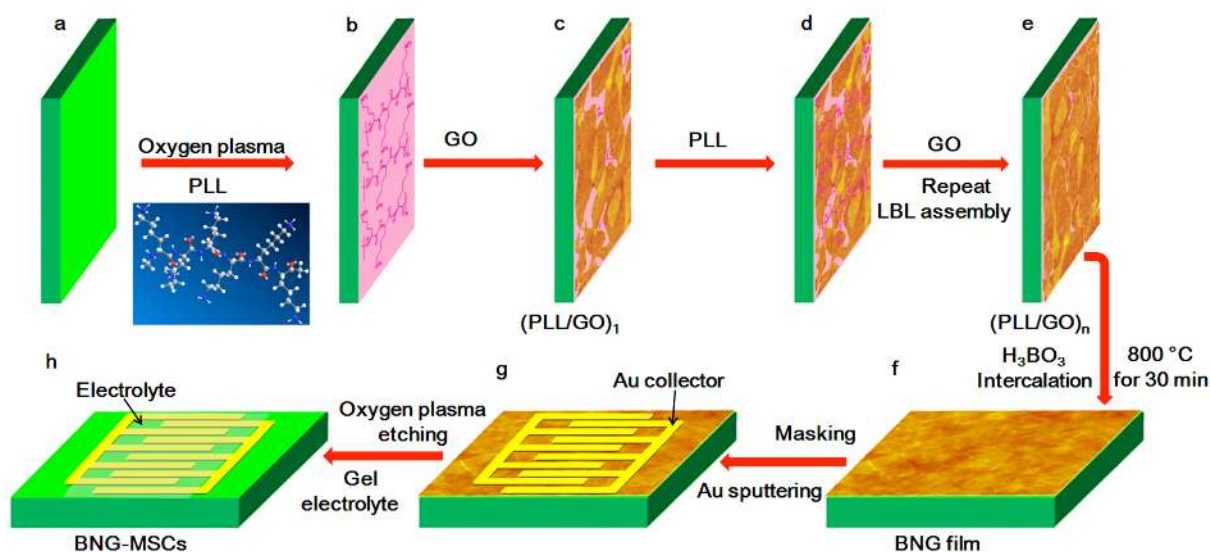 a
b
c
d
e
Oxygen plasma
PLL
GO
PLL
GO
Repeat
LBL assembly
(PLL/GO)₁
(PLL/GO)ₙ
H₃BO₃
Intercalation
800 °C
for 30 min
h
g
f
Electrolyte
Au collector
Oxygen plasma
etching
Gel
electrolyte
Masking
Au sputtering
BNG-MSCs
BNG film